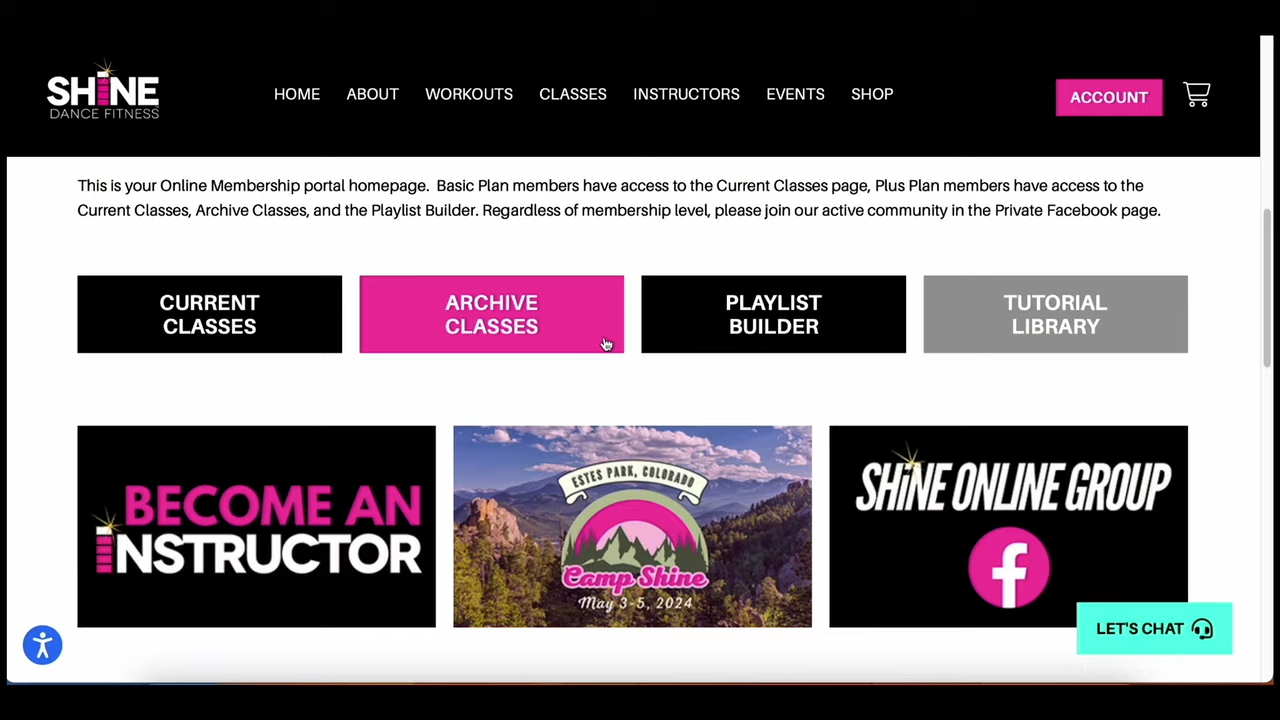 SHINE
DANCE FITNESS
HOME ABOUT WORKOUTS CLASSES INSTRUCTORS EVENTS SHOP
ACCOUNT
This is your Online Membership portal homepage. Basic Plan members have access to the Current Classes page, Plus Plan members have access to the
Current Classes, Archive Classes, and the Playlist Builder. Regardless of membership level, please join our active community in the Private Facebook page.
CURRENT
CLASSES
ARCHIVE
CLASSES
PLAYLIST
BUILDER
TUTORIAL
LIBRARY
BECOME AN
INSTRUCTOR
ESTES PARK, COLORADO
Camp Shine
May 3-5, 2024
SHINE ONLINE GROUP
f
LET'S CHAT